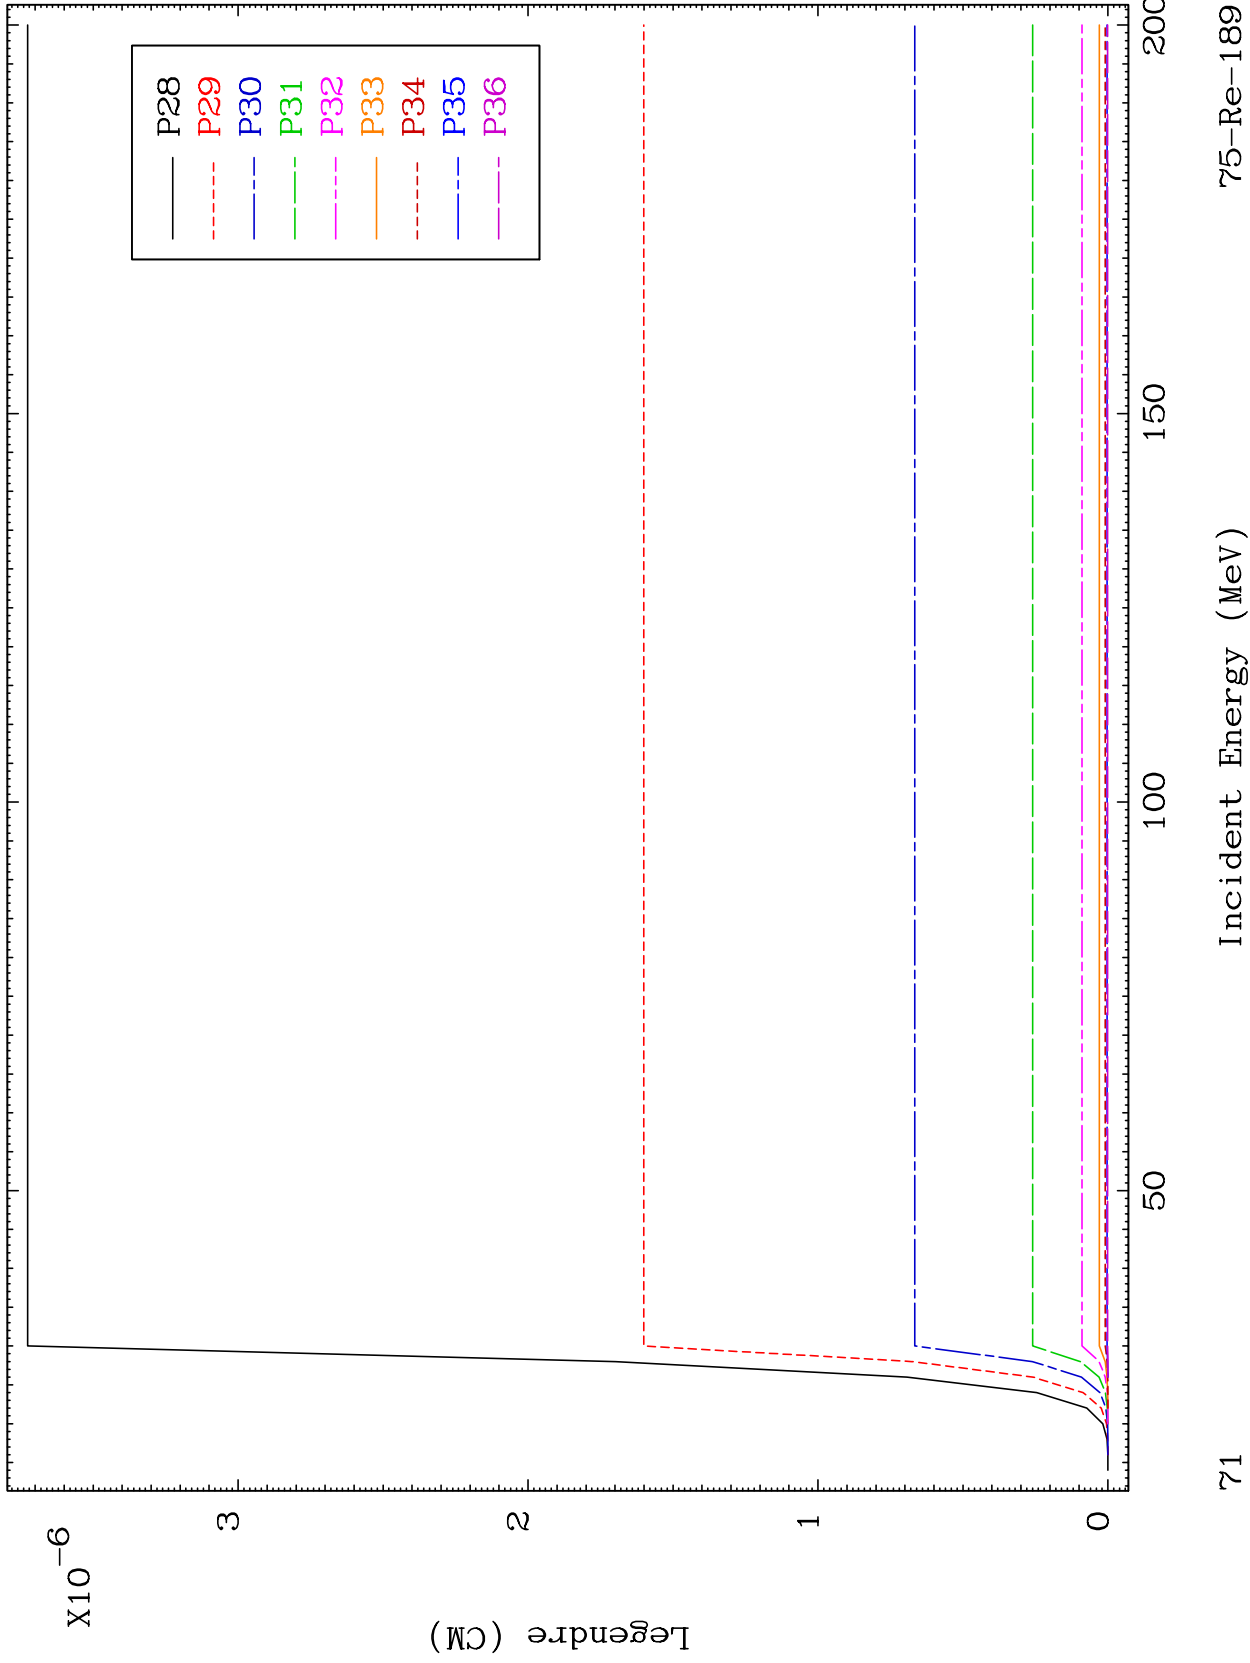 X10-6
Legendre (CM)
3
2
1
0
P28
P29
P30
P31
P32
P33
P34
P35
P36
50
100
150
200
Incident Energy (MeV)
71
75-Re-189